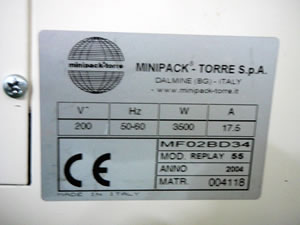 minipack-torre
MINIPACK® - TORRE S.p.A.
DALMINE (BG) - ITALY
www.minipack-torre.it
V~ Hz W A
200 50-60 3500 17.5
CE
MF02BD34
MOD. REPLAY 55
ANNO 2004
MATR. 004118
MADE IN ITALY